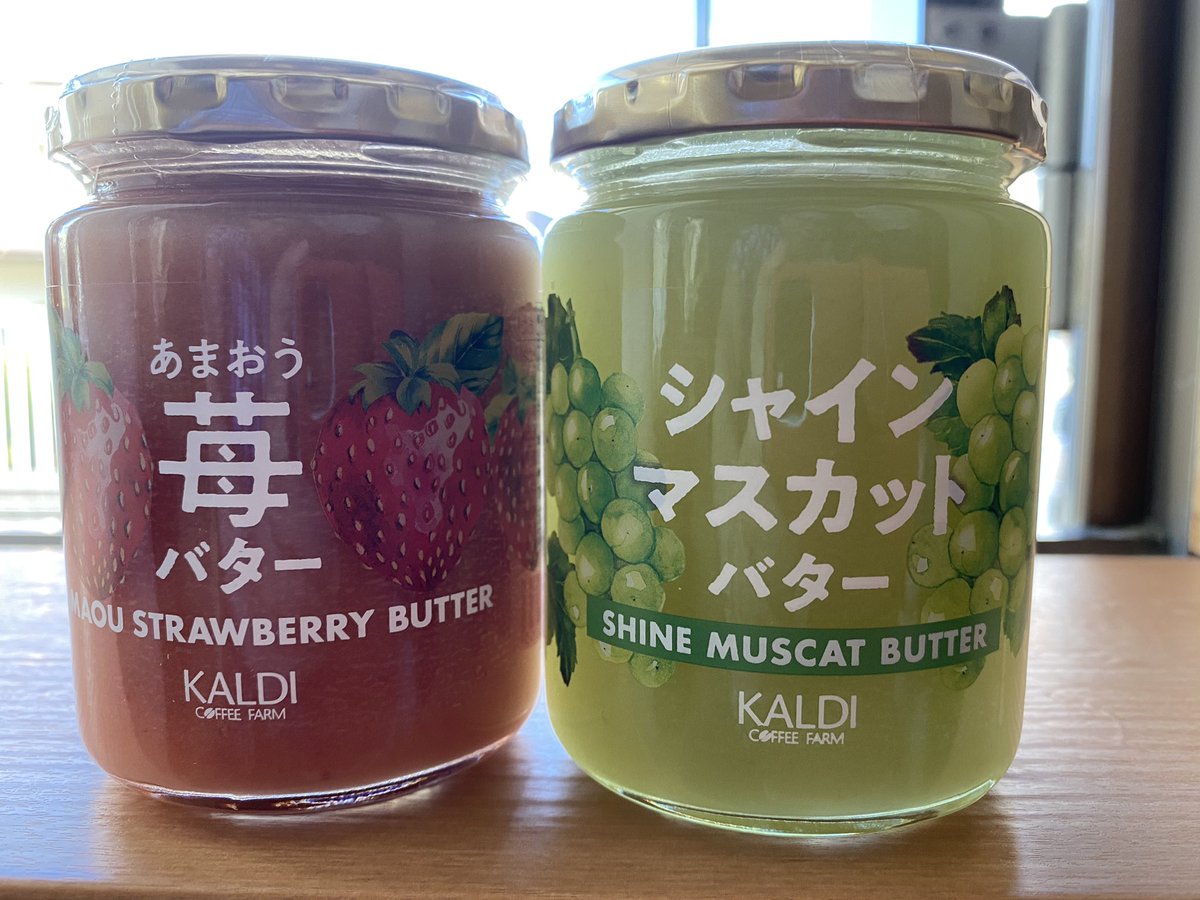 あまおう
苺
バター
MAOU STRAWBERRY BUTTER
KALDI
COFFEE FARM
シャイン
マスカット
バター
SHINE MUSCAT BUTTER
KALDI
COFFEE FARM